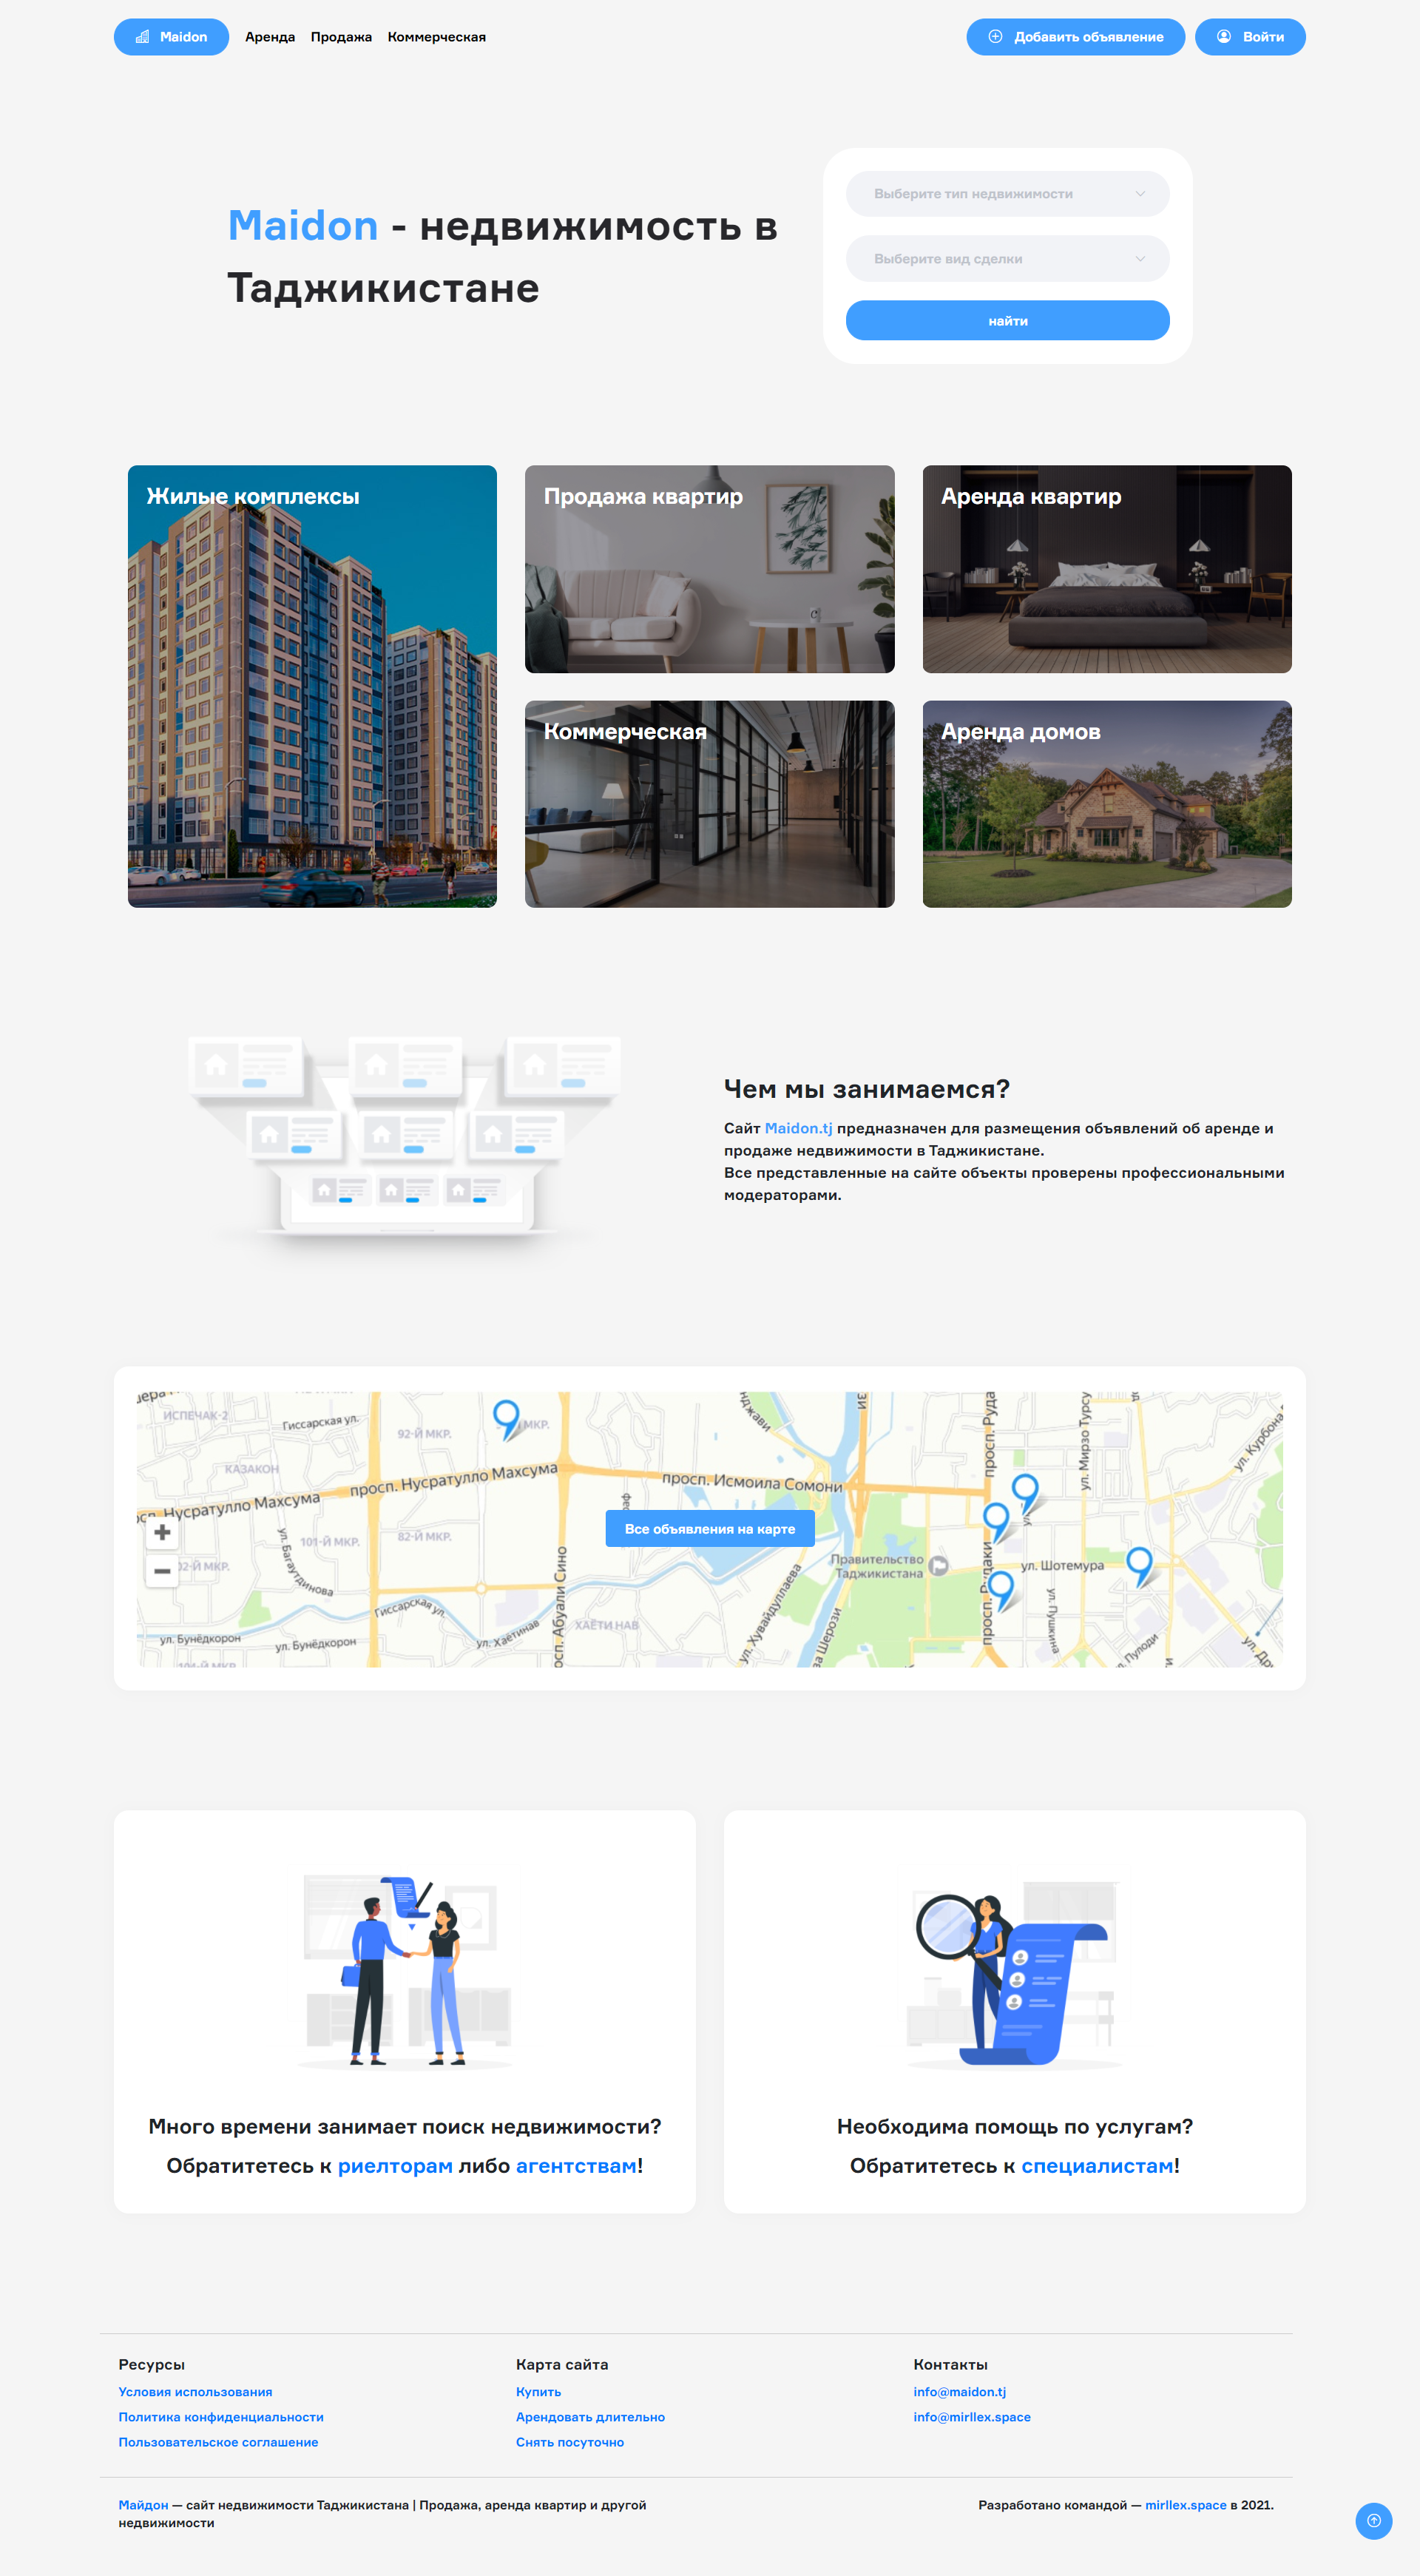 Maidon
Аренда
Продажа
Коммерческая
Добавить объявление
Войти
Maidon - недвижимость в
Таджикистане
Выберите тип недвижимости
Выберите вид сделки
найти
Жилые комплексы
Продажа квартир
Аренда квартир
Коммерческая
Аренда домов
Чем мы занимаемся?
Сайт Maidon.tj предназначен для размещения объявлений об аренде и
продаже недвижимости в Таджикистане.
Все представленные на сайте объекты проверены профессиональными
модераторами.
ИСПЕЧАК-2
Гиссарская ул.
92-Й МКР.
МКР.
КАЗАКОН
Нусратулло Махсума
просп. Нусратулло Махсума
просп. Исмоила Сомони
101-Й МКР.
82-Й МКР.
ул. Багаутдинова
Гиссарская ул.
ул. Бунёдкорон
ул. Бунёдкорон
ул. Хаётинав
ХАЁТИ НАВ
Абуали Сино
ул. Хувайдуллаева
Шерози
Все объявления на карте
Правительство
Таджикистана
просп.
ул. Мирзо
ул. Шотемура
ул. Пушкина
ул. Пулоди
ул. Курбона
Много времени занимает поиск недвижимости?
Обратитетесь к риелторам либо агентствам!
Необходима помощь по услугам?
Обратитетесь к специалистам!
Ресурсы
Условия использования
Политика конфиденциальности
Пользовательское соглашение
Карта сайта
Купить
Арендовать длительно
Снять посуточно
Контакты
info@maidon.tj
info@mirllex.space
Майдон — сайт недвижимости Таджикистана | Продажа, аренда квартир и другой
недвижимости
Разработано командой — mirllex.space в 2021.